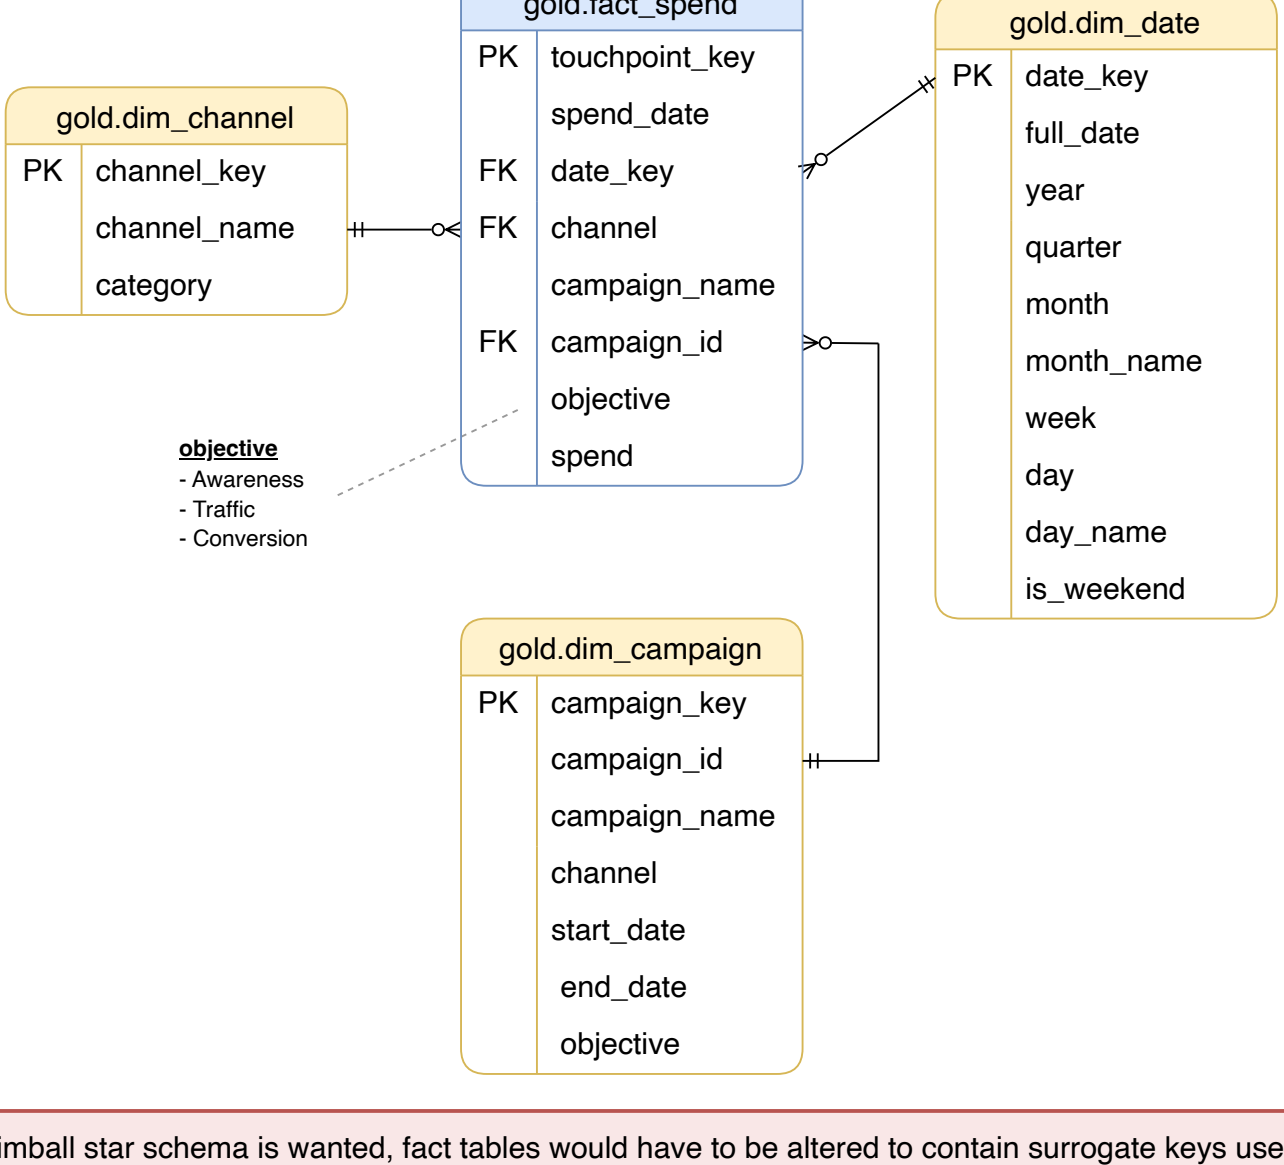 gold.fact_spend
PK touchpoint_key
spend_date
FK date_key
FK channel
campaign_name
FK campaign_id
objective
spend
gold.dim_date
PK date_key
full_date
year
quarter
month
month_name
week
day
day_name
is_weekend
gold.dim_channel
PK channel_key
channel_name
category
objective
- Awareness
- Traffic
- Conversion
gold.dim_campaign
PK campaign_key
campaign_id
campaign_name
channel
start_date
end_date
objective
imball star schema is wanted, fact tables would have to be altered to contain surrogate keys use